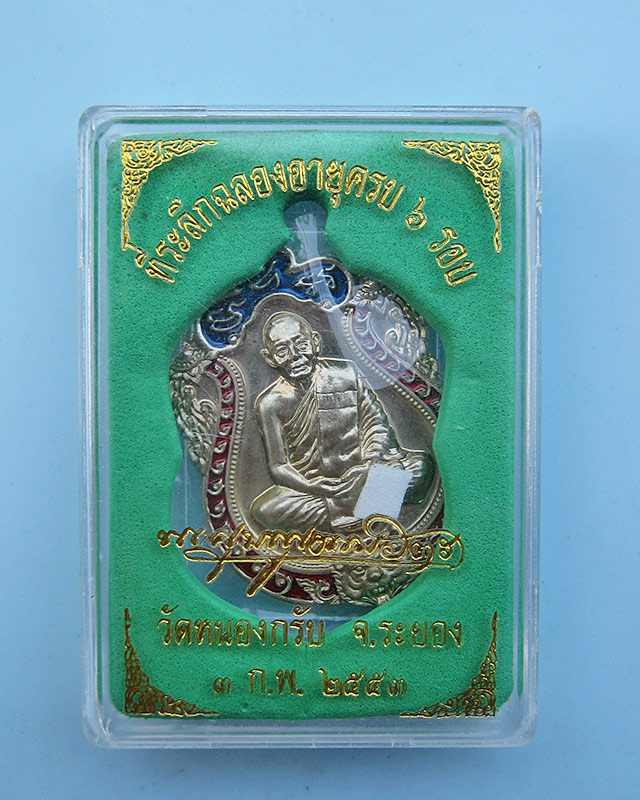 ที่ระลึกฉลองอายุครบ ๖ รอบ
วัดหนองกรับ จ.ระยอง
๓ ก.พ. ๒๕๕๓